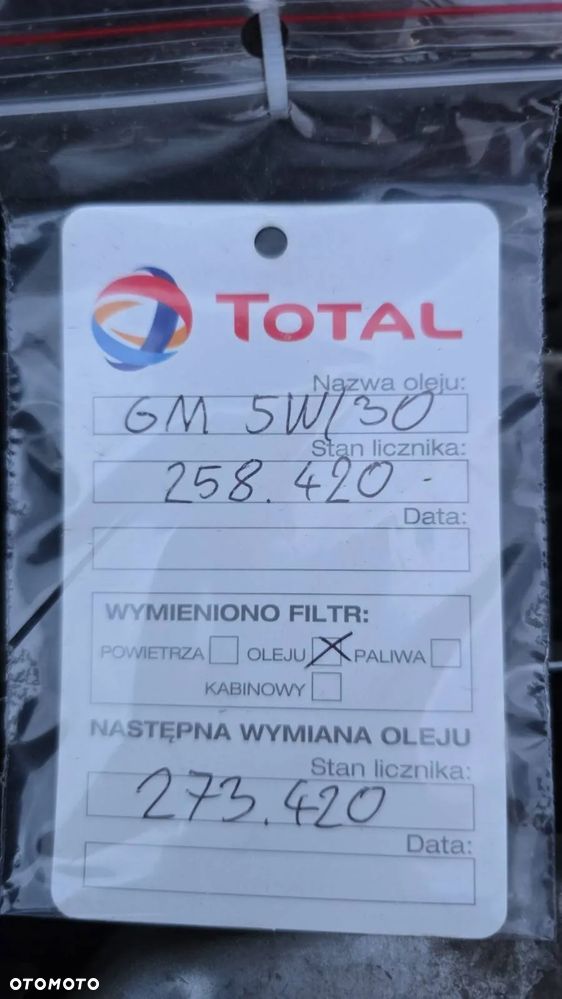 TOTAL
Nazwa oleju:
GM 5W/30
Stan licznika:
258.420
Data:
WYMIENIONO FILTR:
POWIETRZA OLEJU PALIWA
KABINOWY
NASTĘPNA WYMIANA OLEJU
Stan licznika:
273.420
Data:
OTOMOTO